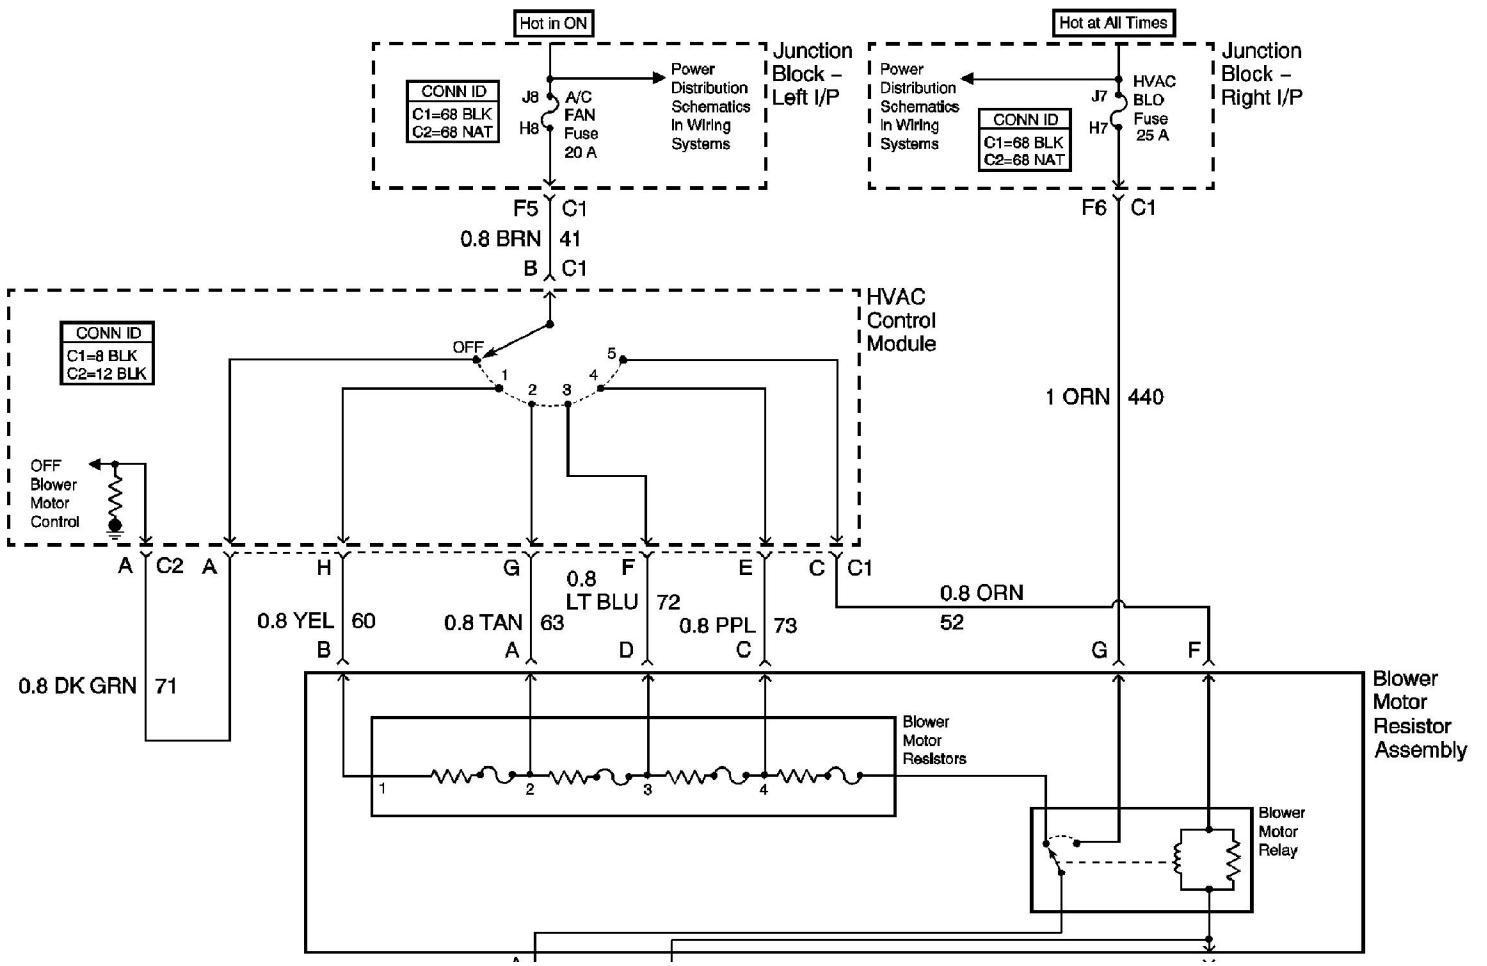 Hot in ON
Hot at All Times
Junction
Block –
Left I/P
Power
Distribution
Schematics
In Wiring
Systems
CONN ID
C1=68 BLK
C2=68 NAT
J8
H8
A/C
FAN
Fuse
20 A
Junction
Block –
Right I/P
Power
Distribution
Schematics
In Wiring
Systems
CONN ID
C1=68 BLK
C2=68 NAT
J7
H7
HVAC
BLO
Fuse
25 A
F5 C1
0.8 BRN 41
B C1
F6 C1
1 ORN 440
HVAC
Control
Module
CONN ID
C1=8 BLK
C2=12 BLK
OFF
1
2
3
4
5
OFF
Blower
Motor
Control
A C2 A H G F E C C1
0.8 YEL 60
0.8 TAN 63
0.8
LT BLU 72
0.8 PPL 73
0.8 ORN
52
B A D C G F
0.8 DK GRN 71
Blower
Motor
Resistor
Assembly
Blower
Motor
Resistors
1 2 3 4
Blower
Motor
Relay